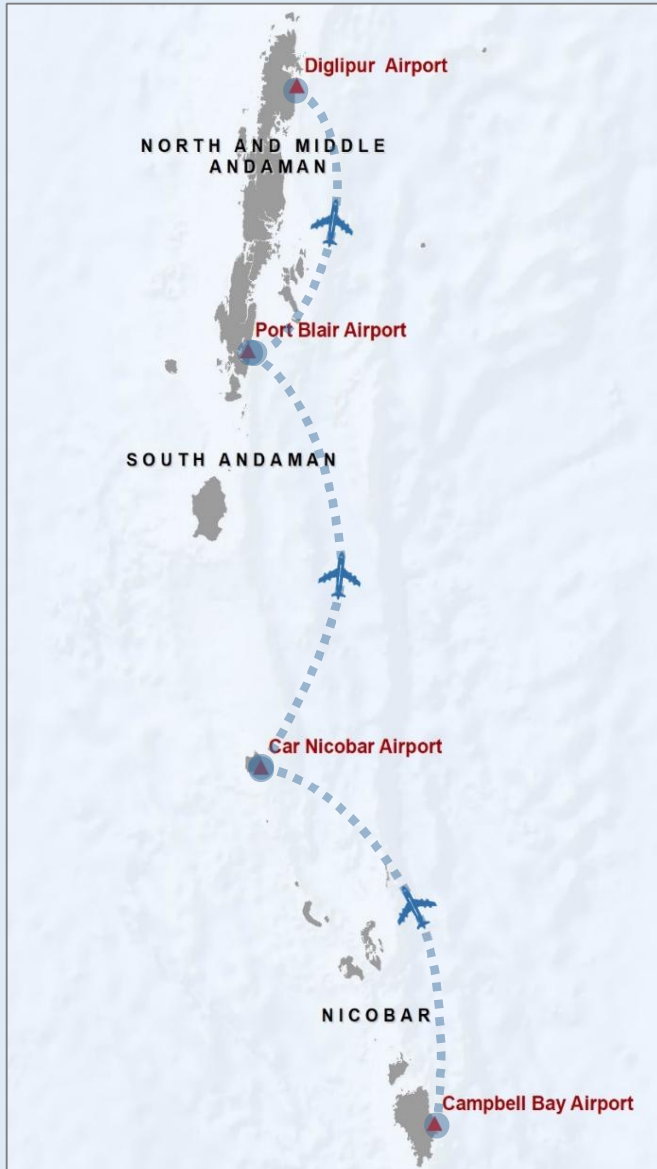 Diglipur Airport
NORTH AND MIDDLE
ANDAMAN
Port Blair Airport
SOUTH ANDAMAN
Car Nicobar Airport
NICOBAR
Campbell Bay Airport